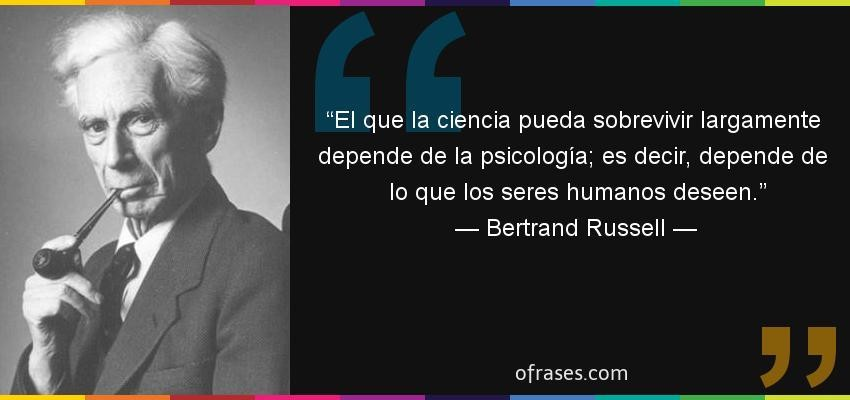 “El que la ciencia pueda sobrevivir largamente
depende de la psicología; es decir, depende de
lo que los seres humanos deseen.”
— Bertrand Russell —
ofrases.com